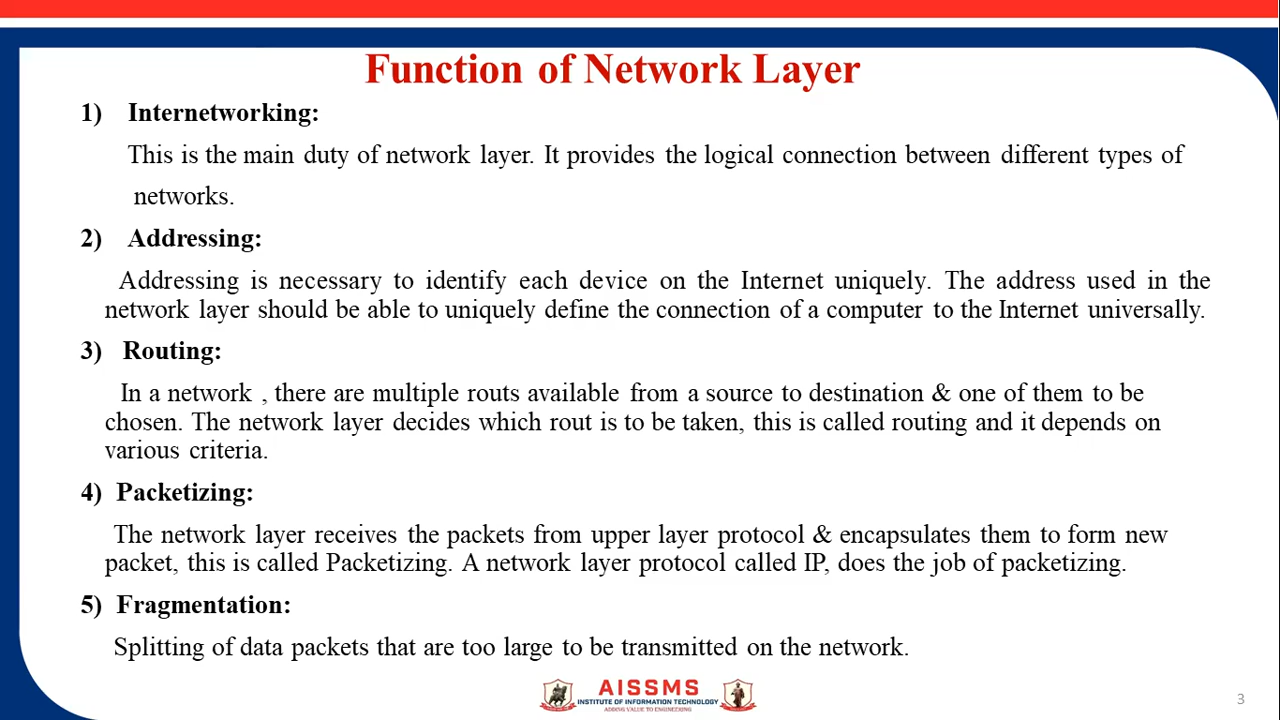 Function of Network Layer
1) Internetworking:
This is the main duty of network layer. It provides the logical connection between different types of
networks.
2) Addressing:
Addressing is necessary to identify each device on the Internet uniquely. The address used in the
network layer should be able to uniquely define the connection of a computer to the Internet universally.
3) Routing:
In a network , there are multiple routs available from a source to destination & one of them to be
chosen. The network layer decides which rout is to be taken, this is called routing and it depends on
various criteria.
4) Packetizing:
The network layer receives the packets from upper layer protocol & encapsulates them to form new
packet, this is called Packetizing. A network layer protocol called IP, does the job of packetizing.
5) Fragmentation:
Splitting of data packets that are too large to be transmitted on the network.
AISSMS
INSTITUTE OF INFORMATION TECHNOLOGY
ADDING VALUE TO ENGINEERING
3